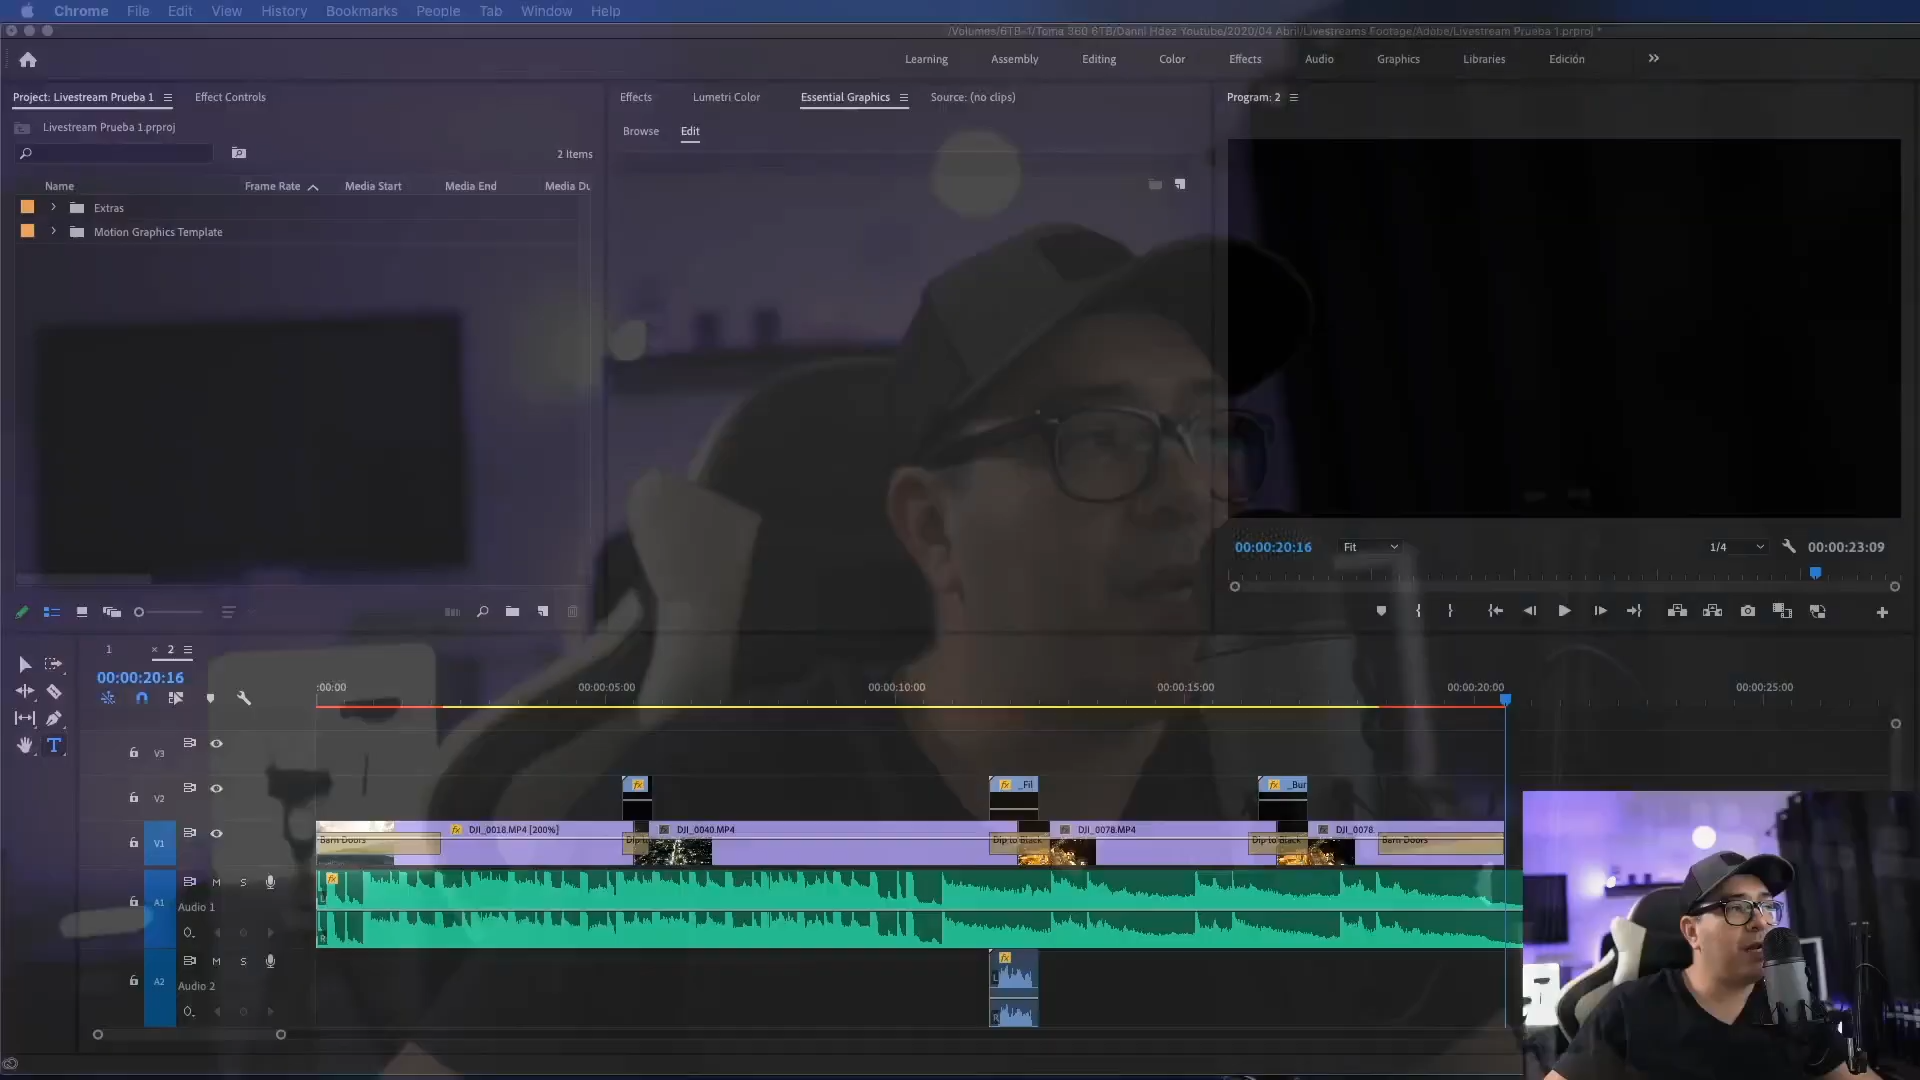 Chrome File Edit View History Bookmarks People Tab Window Help
/Volumes/6TB-1/Toma 360 6TB/Danni Hdez Youtube/2020/04 Abril/Livestreams Footage/Adobe/Livestream Prueba 1.prproj *
Learning Assembly Editing Color Effects Audio Graphics Libraries Edición
Project: Livestream Prueba 1 Effect Controls
Effects Lumetri Color Essential Graphics Source: (no clips)
Program: 2
Livestream Prueba 1.prproj
Browse Edit
2 Items
Name Frame Rate Media Start Media End Media Du
Extras
Motion Graphics Template
00:00:20:16 Fit 1/4 00:00:23:09
1 × 2
00:00:20:16
:00:00 00:00:05:00 00:00:10:00 00:00:15:00 00:00:20:00 00:00:25:00
V3
V2 fx fx _Fil fx _Bur
V1 fx DJI_0018.MP4 [200%] DJI_0040.MP4 DJI_0078.MP4 DJI_0078.
Barn Doors Dip to Dip to Black Dip to Black Barn Doors
M S fx
A1 L
Audio 1
R
M S fx
A2 L
Audio 2
R